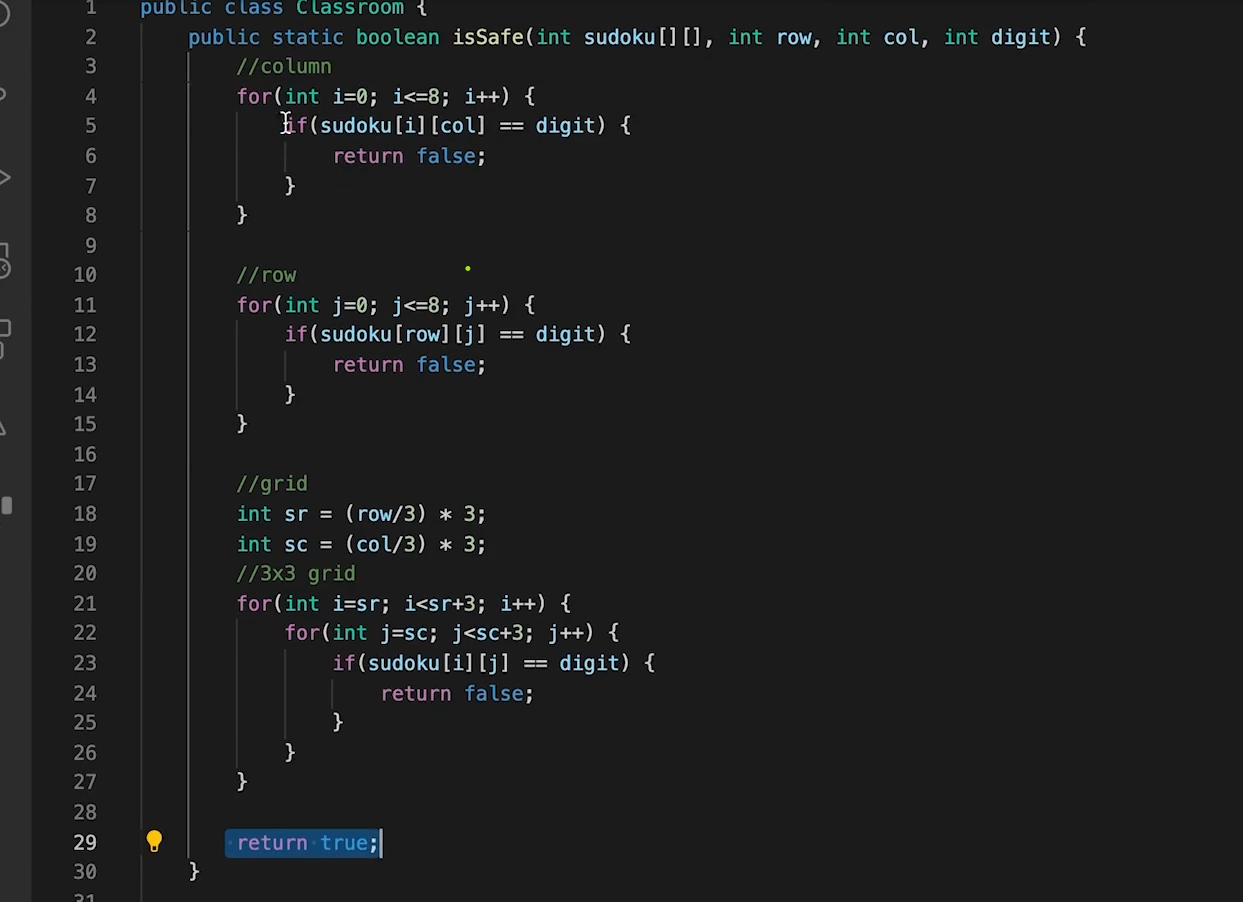 1 public class Classroom {
2 public static boolean isSafe(int sudoku[][], int row, int col, int digit) {
3 //column
4 for(int i=0; i<=8; i++) {
5 if(sudoku[i][col] == digit) {
6 return false;
7 }
8 }
9
10 //row
11 for(int j=0; j<=8; j++) {
12 if(sudoku[row][j] == digit) {
13 return false;
14 }
15 }
16
17 //grid
18 int sr = (row/3) * 3;
19 int sc = (col/3) * 3;
20 //3x3 grid
21 for(int i=sr; i<sr+3; i++) {
22 for(int j=sc; j<sc+3; j++) {
23 if(sudoku[i][j] == digit) {
24 return false;
25 }
26 }
27 }
28
29 return true;
30 }
31